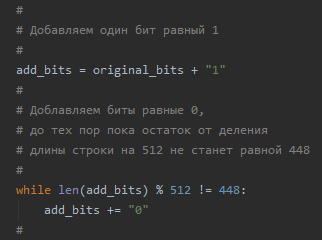 #
# Добавляем один бит равный 1
#
add_bits = original_bits + "1"
#
# Доблавляем биты равные 0,
# до тех пор пока остаток от деления
# длины строки на 512 не станет равной 448
#
while len(add_bits) % 512 != 448:
    add_bits += "0"
#